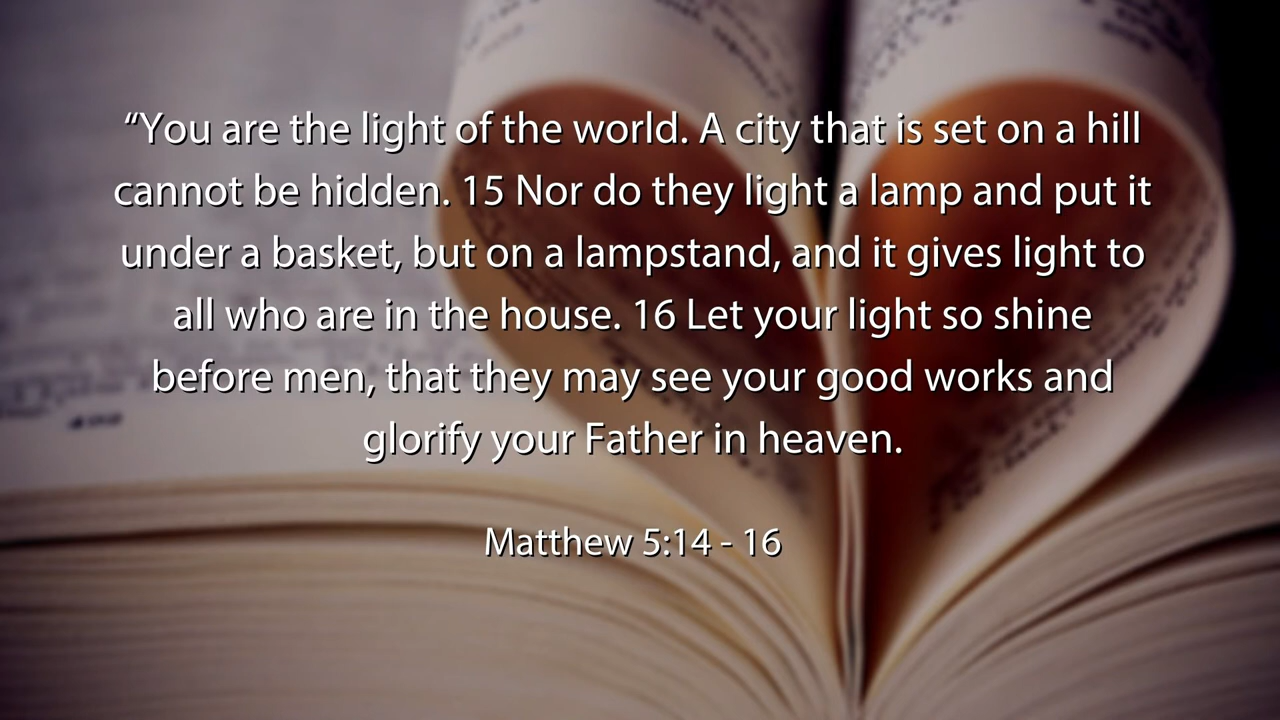 “You are the light of the world. A city that is set on a hill
cannot be hidden. 15 Nor do they light a lamp and put it
under a basket, but on a lampstand, and it gives light to
all who are in the house. 16 Let your light so shine
before men, that they may see your good works and
glorify your Father in heaven.
Matthew 5:14 - 16